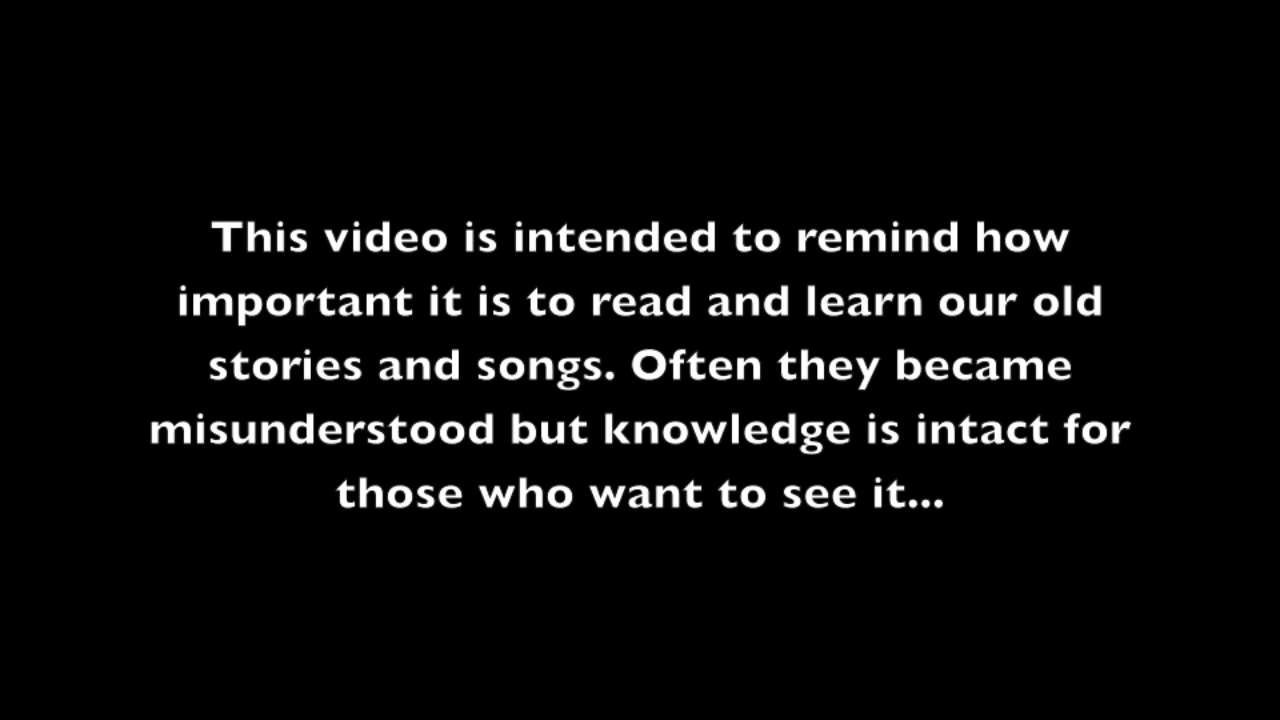 This video is intended to remind how
important it is to read and learn our old
stories and songs. Often they became
misunderstood but knowledge is intact for
those who want to see it...